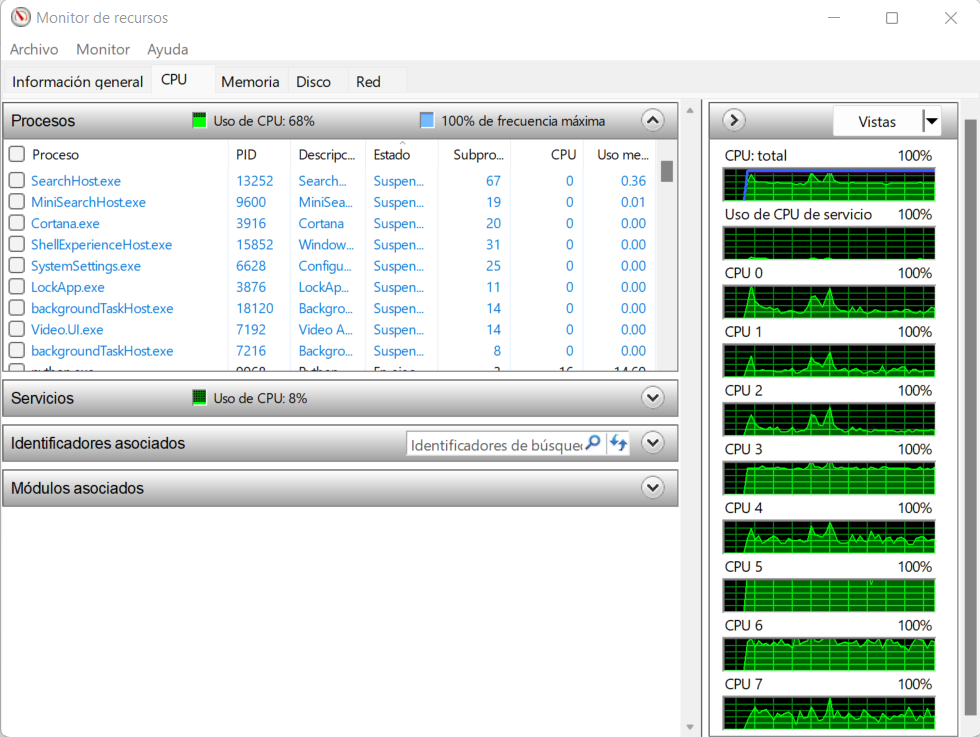 Monitor de recursos
Archivo Monitor Ayuda
Información general CPU Memoria Disco Red
Procesos Uso de CPU: 68% 100% de frecuencia máxima
Proceso PID Descripc... Estado Subpro... CPU Uso me...
SearchHost.exe 13252 Search... Suspen... 67 0 0.36
MiniSearchHost.exe 9600 MiniSea... Suspen... 19 0 0.01
Cortana.exe 3916 Cortana Suspen... 20 0 0.00
ShellExperienceHost.exe 15852 Window... Suspen... 31 0 0.00
SystemSettings.exe 6628 Configu... Suspen... 25 0 0.00
LockApp.exe 3876 LockAp... Suspen... 11 0 0.00
backgroundTaskHost.exe 18120 Backgro... Suspen... 14 0 0.00
Video.UI.exe 7192 Video A... Suspen... 14 0 0.00
backgroundTaskHost.exe 7216 Backgro... Suspen... 8 0 0.00
Servicios Uso de CPU: 8%
Identificadores asociados Identificadores de búsque
Módulos asociados
Vistas
CPU: total 100%
Uso de CPU de servicio 100%
CPU 0 100%
CPU 1 100%
CPU 2 100%
CPU 3 100%
CPU 4 100%
CPU 5 100%
CPU 6 100%
CPU 7 100%